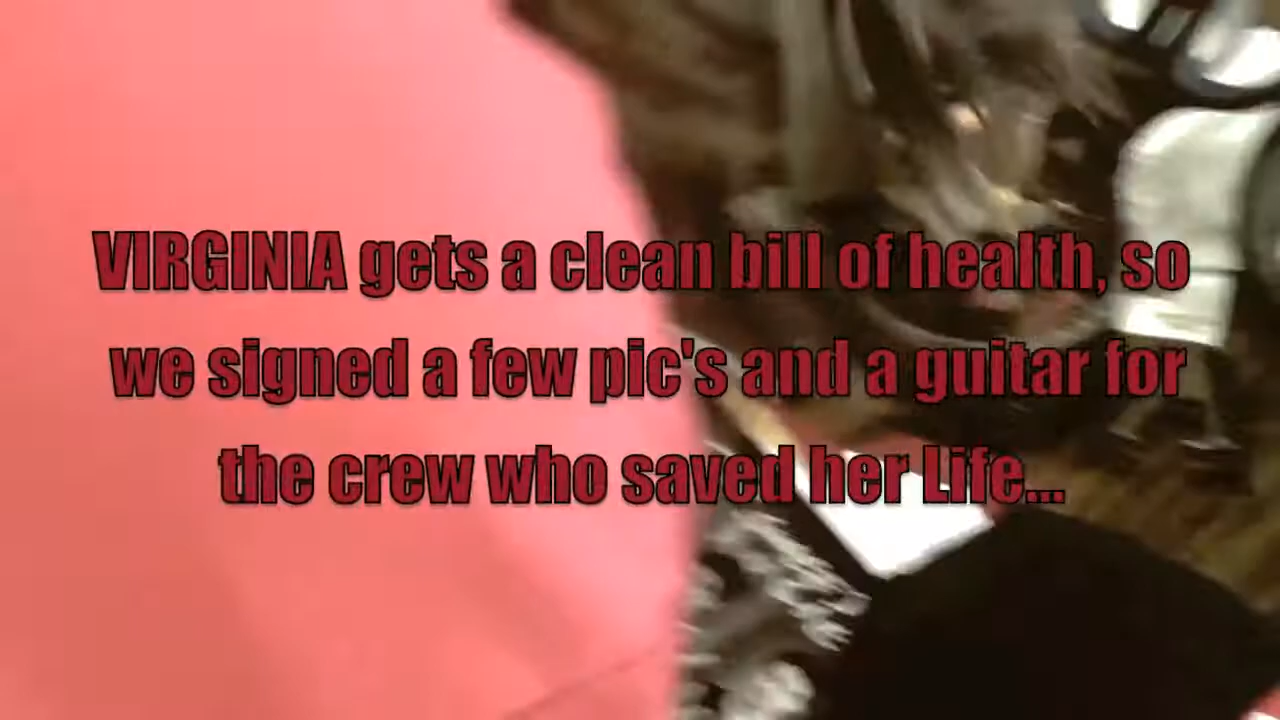 VIRGINIA gets a clean bill of health, so
we signed a few pic's and a guitar for
the crew who saved her Life...